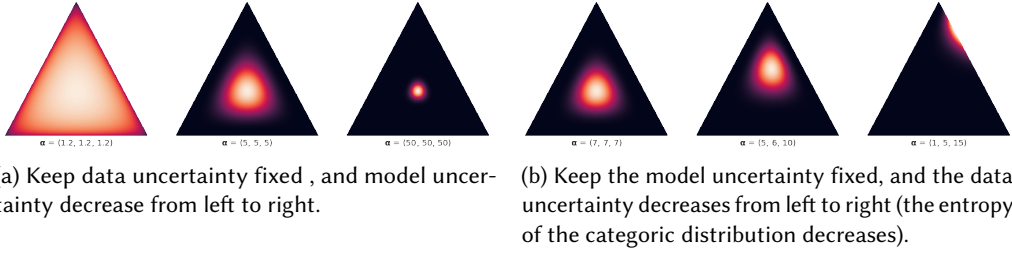 α = (1.2, 1.2, 1.2)
α = (5, 5, 5)
α = (50, 50, 50)
α = (7, 7, 7)
α = (5, 6, 10)
α = (1, 5, 15)
a) Keep data uncertainty fixed , and model uncer-
tainty decrease from left to right.
(b) Keep the model uncertainty fixed, and the data
uncertainty decreases from left to right (the entropy
of the categoric distribution decreases).